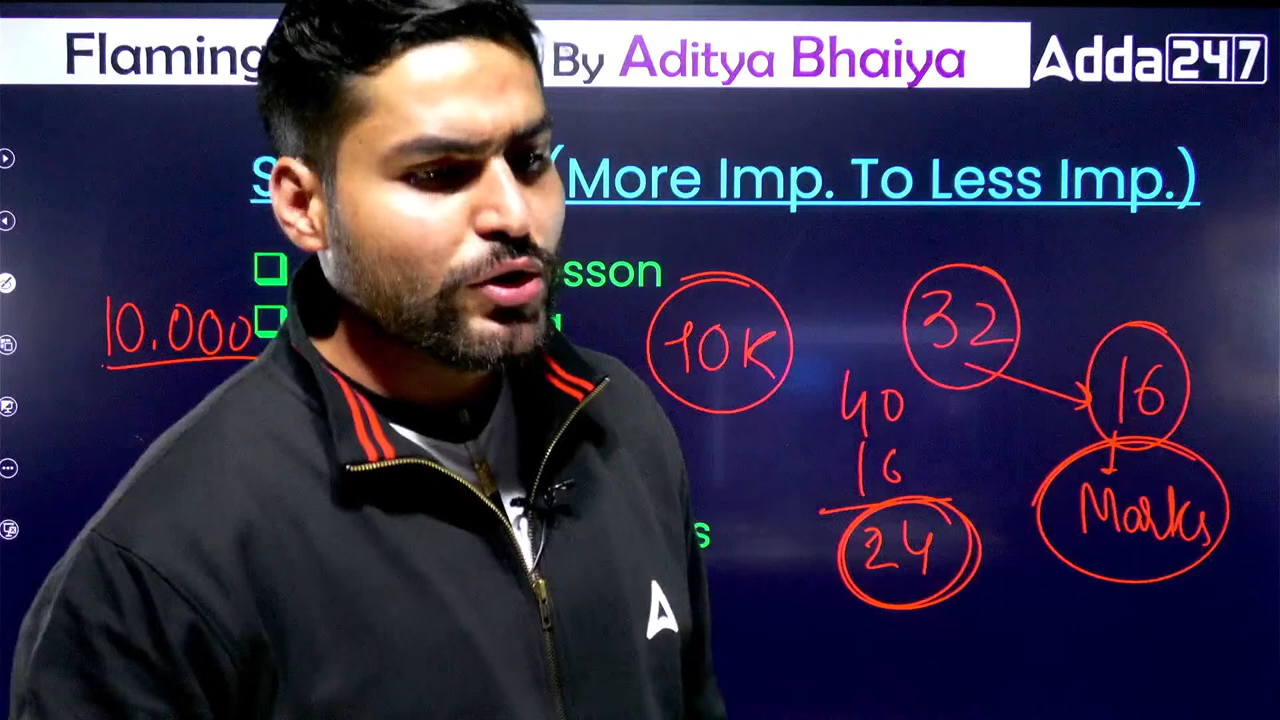 Flaming By Aditya Bhaiya Adda247
S (More Imp. To Less Imp.)
sson
10.000
10K
32
16
40
16
24
Marks
s